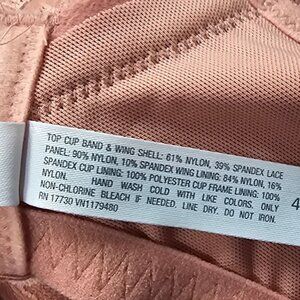 TOP CUP BAND & WING SHELL: 61% NYLON, 39% SPANDEX LACE
PANEL: 90% NYLON, 10% SPANDEX WING LINING: 84% NYLON, 16%
SPANDEX CUP LINING: 100% POLYESTER CUP FRAME LINING: 100%
NYLON. HAND WASH COLD WITH LIKE COLORS. ONLY
NON-CHLORINE BLEACH IF NEEDED. LINE DRY. DO NOT IRON.
RN 17730 VN1179480
4